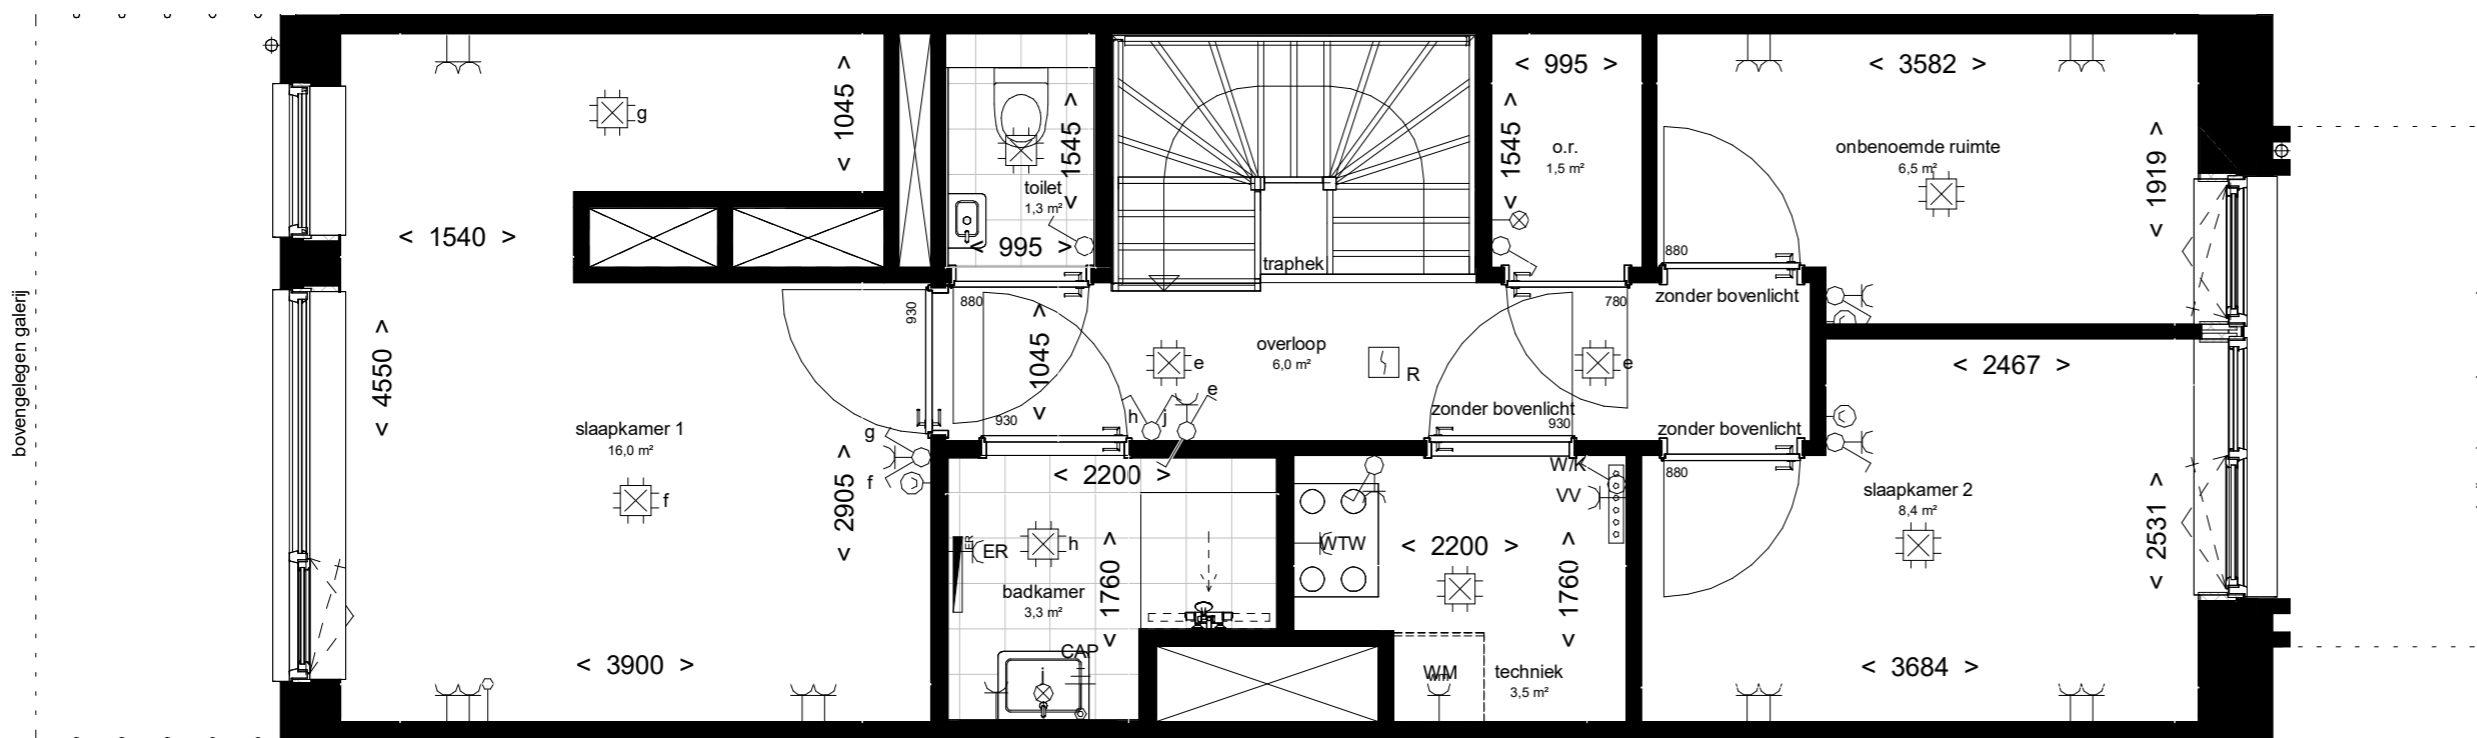 < 995 >
< 3582 >
< 1045 >
g
< 1545 >
< 1545 >
o.r.
1,5 m²
onbenoemde ruimte
6,5 m²
< 1919 >
toilet
1,3 m²
< 1540 >
< 995 >
traphek
880
zonder bovenlicht
930
880
780
bovengelegen galerij
< 4550 >
< 1045 >
overloop
6,0 m²
e
R
e
< 2467 >
e
h
j
zonder bovenlicht
930
930
zonder bovenlicht
slaapkamer 1
16,0 m²
g
f
f
< 2905 >
< 2200 >
W/K
VV
880
slaapkamer 2
8,4 m²
< 2531 >
ER
ER
h
badkamer
3,3 m²
< 1760 >
WTW
< 2200 >
< 1760 >
CAP
j
< 3900 >
WM
wm
techniek
3,5 m²
< 3684 >